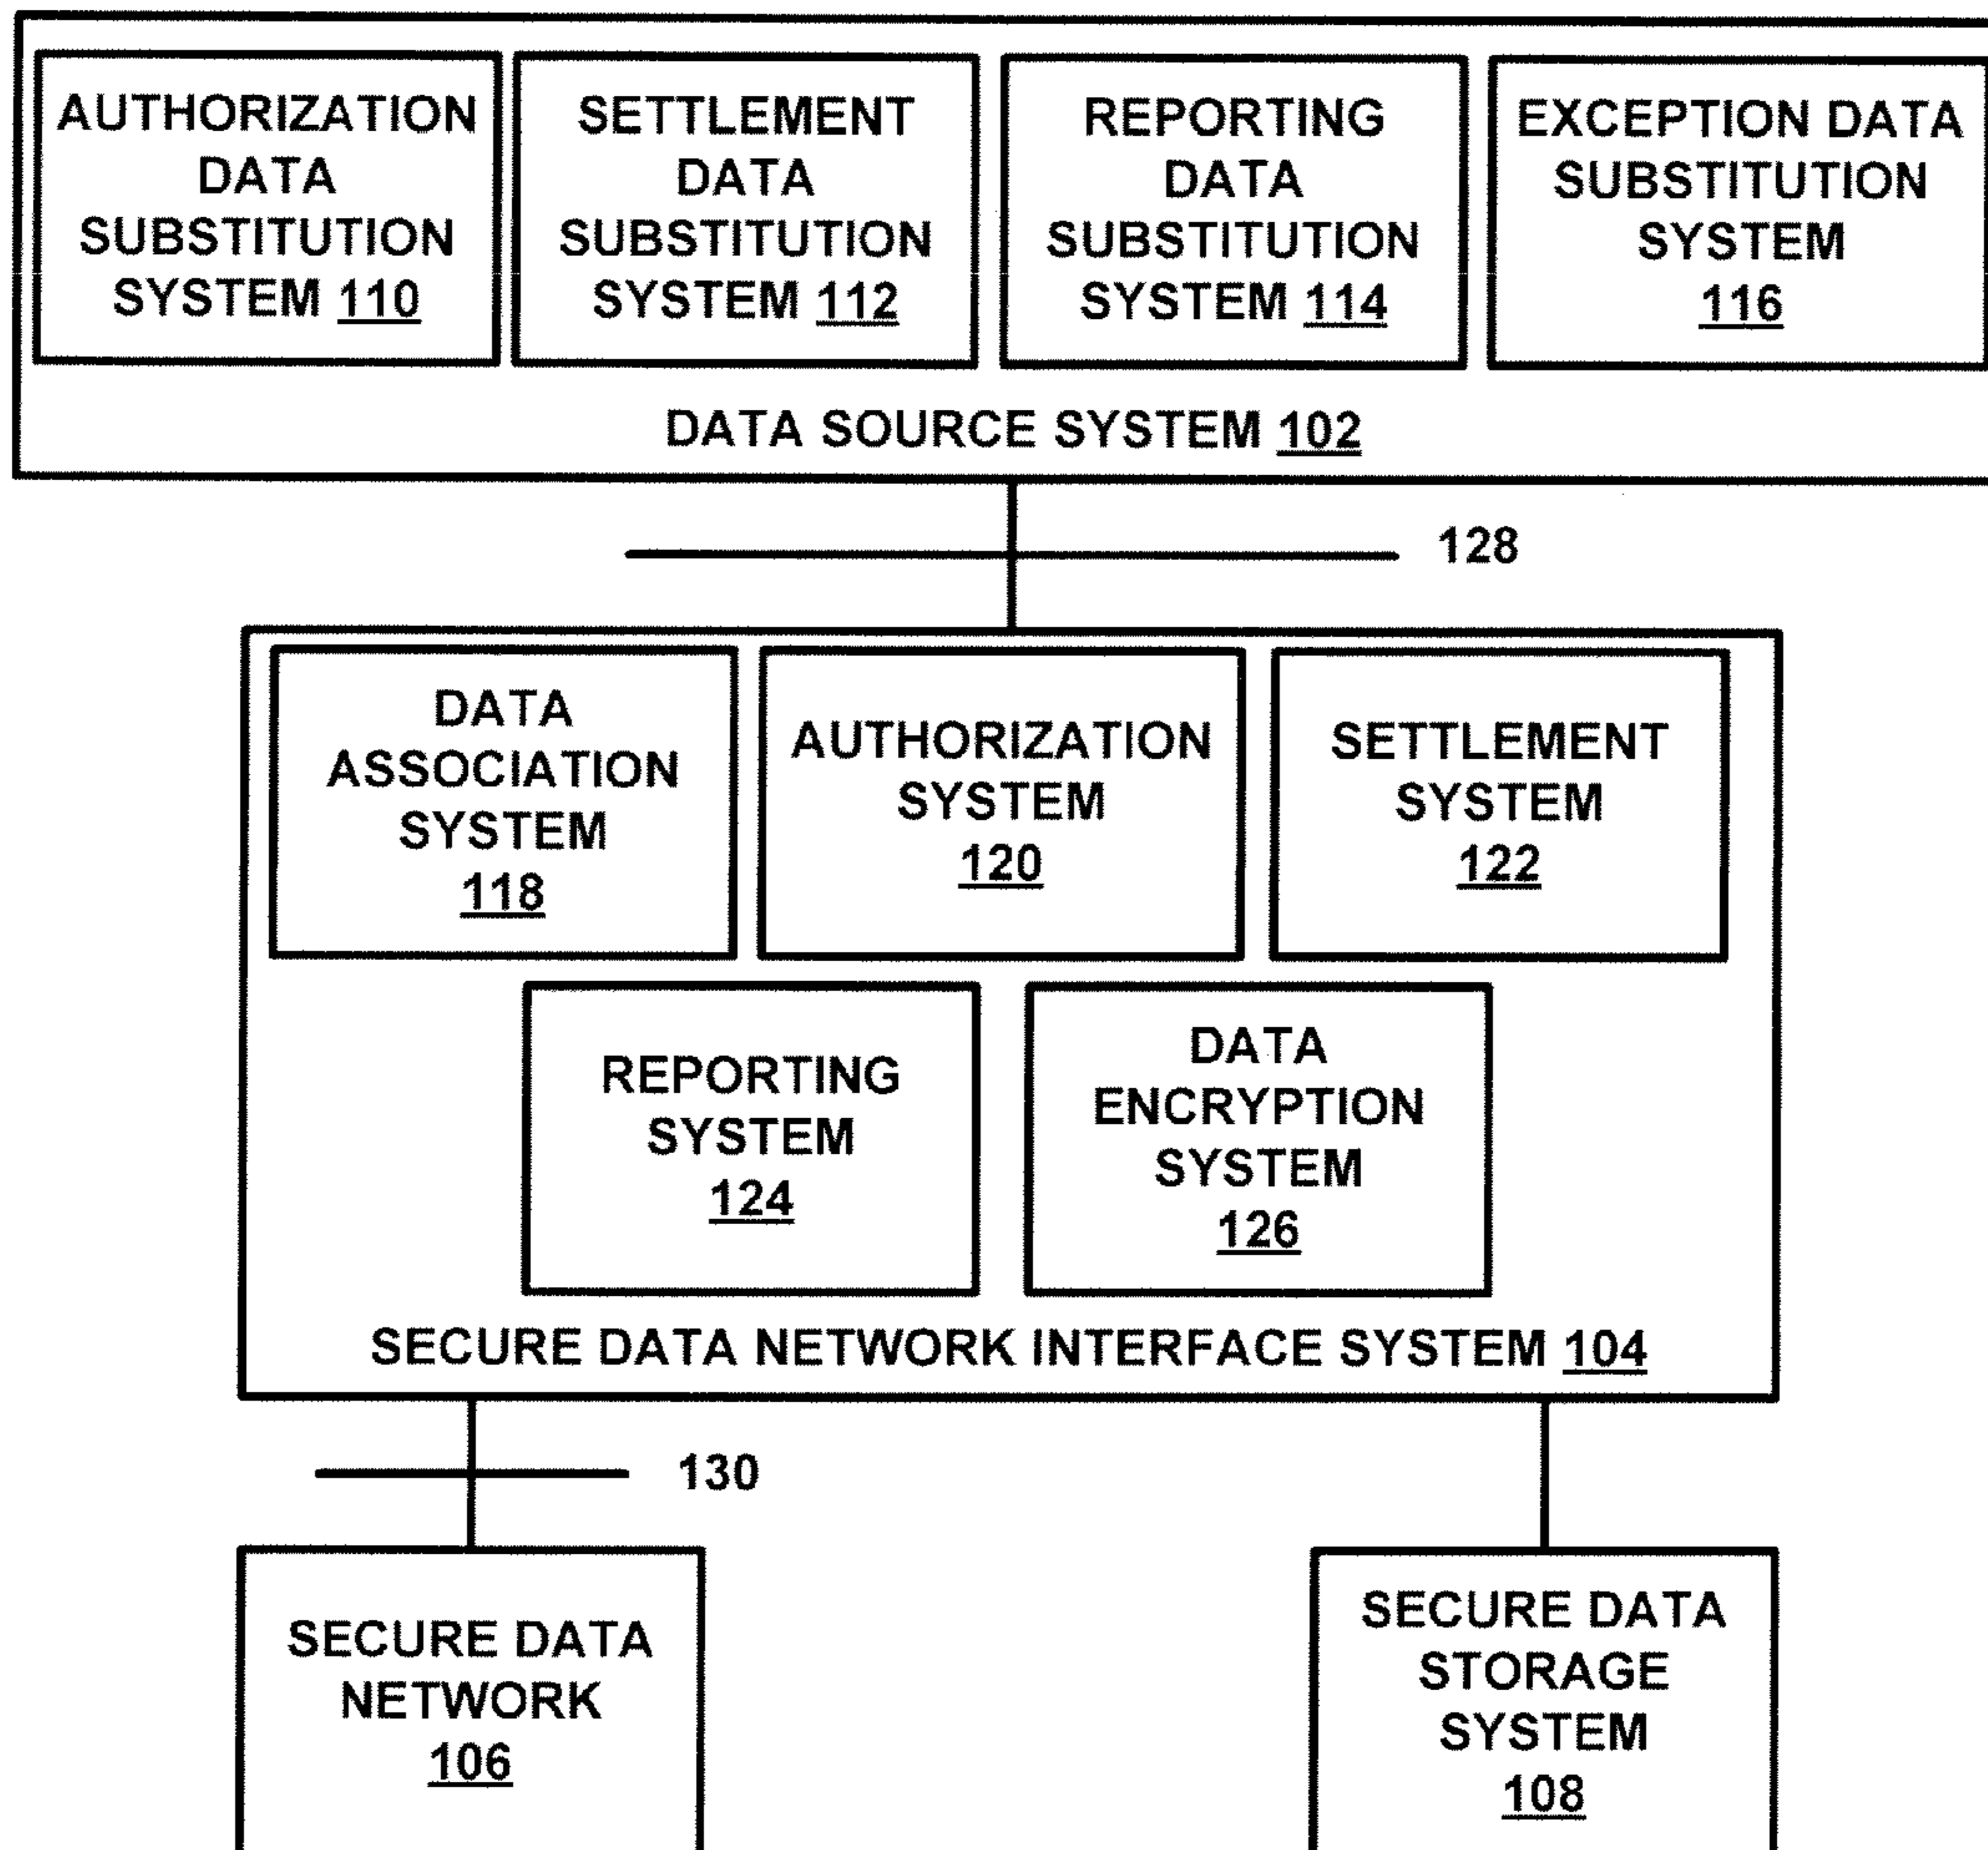 AUTHORIZATION
DATA
SUBSTITUTION
SYSTEM 110
SETTLEMENT
DATA
SUBSTITUTION
SYSTEM 112
REPORTING
DATA
SUBSTITUTION
SYSTEM 114
EXCEPTION DATA
SUBSTITUTION
SYSTEM
116
DATA SOURCE SYSTEM 102
128
DATA
ASSOCIATION
SYSTEM
118
AUTHORIZATION
SYSTEM
120
SETTLEMENT
SYSTEM
122
REPORTING
SYSTEM
124
DATA
ENCRYPTION
SYSTEM
126
SECURE DATA NETWORK INTERFACE SYSTEM 104
130
SECURE DATA
NETWORK
106
SECURE DATA
STORAGE
SYSTEM
108